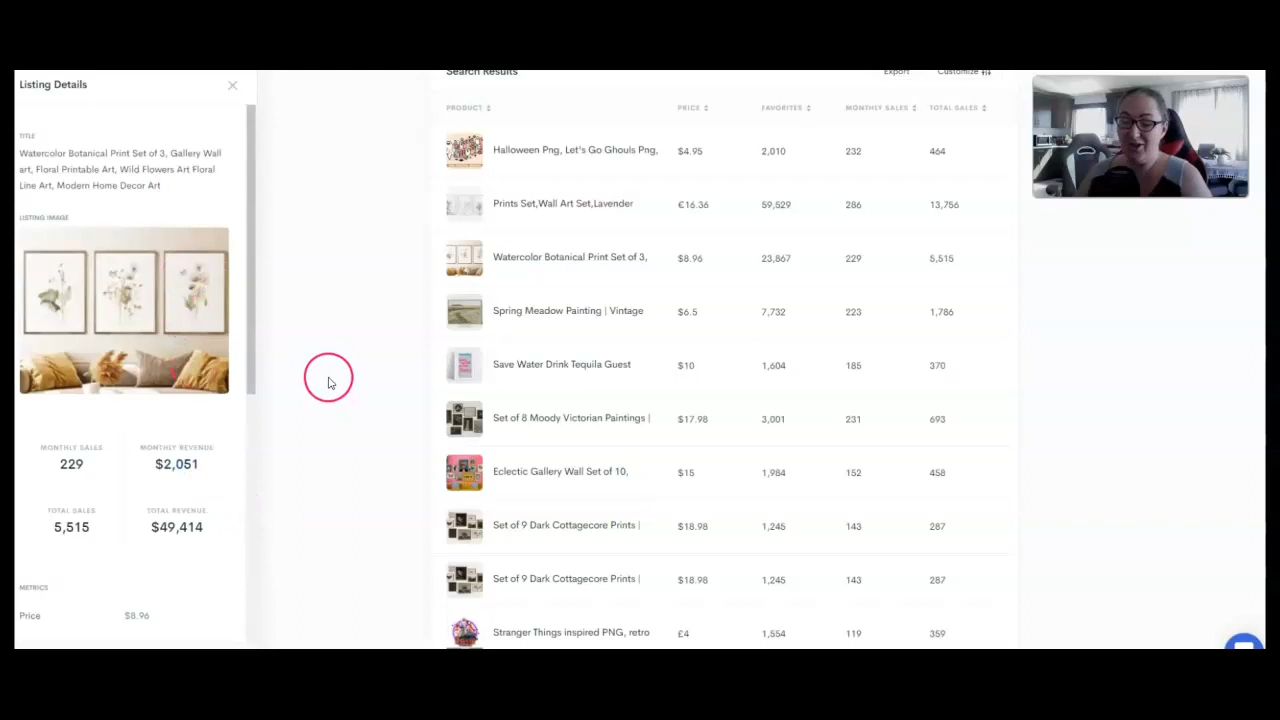 Listing Details
TITLE
Watercolor Botanical Print Set of 3, Gallery Wall
art, Floral Printable Art, Wild Flowers Art Floral
Line Art, Modern Home Decor Art
LISTING IMAGE
MONTHLY SALES MONTHLY REVENUE
229 $2,051
TOTAL SALES TOTAL REVENUE
5,515 $49,414
METRICS
Price $8.96
Search Results Export Customize
PRODUCT PRICE FAVORITES MONTHLY SALES TOTAL SALES
Halloween Png, Let's Go Ghouls Png, $4.95 2,010 232 464
Prints Set,Wall Art Set,Lavender €16.36 59,529 286 13,756
Watercolor Botanical Print Set of 3, $8.96 23,867 229 5,515
Spring Meadow Painting | Vintage $6.5 7,732 223 1,786
Save Water Drink Tequila Guest $10 1,604 185 370
Set of 8 Moody Victorian Paintings | $17.98 3,001 231 693
Eclectic Gallery Wall Set of 10, $15 1,984 152 458
Set of 9 Dark Cottagecore Prints | $18.98 1,245 143 287
Set of 9 Dark Cottagecore Prints | $18.98 1,245 143 287
Stranger Things inspired PNG, retro £4 1,554 119 359